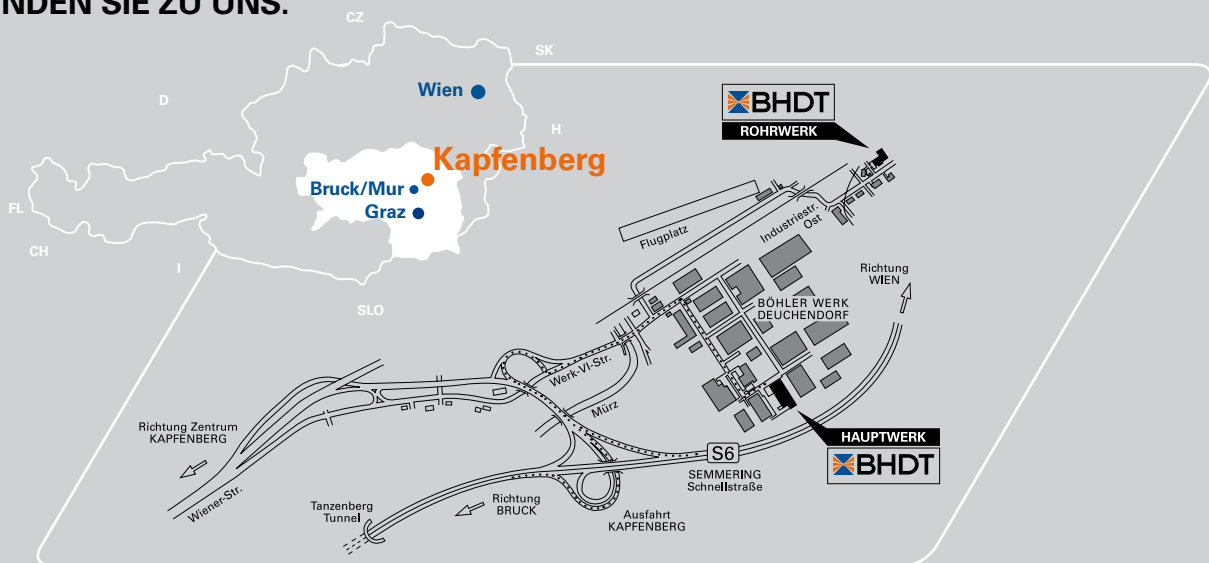 NDEN SIE ZU UNS.
CZ
SK
D
Wien
H
BHDT
ROHRWERK
Kapfenberg
Bruck/Mur
Graz
FL
CH
I
SLO
Flugplatz
Industriestr.
Ost
Richtung
WIEN
BÖHLER WERK
DEUCHENDORF
Werk-VI-Str.
Mürz
Richtung Zentrum
KAPFENBERG
Wiener-Str.
HAUPTWERK
BHDT
S6
SEMMERING
Schnellstraße
Tanzenberg
Tunnel
Richtung
BRUCK
Ausfahrt
KAPFENBERG